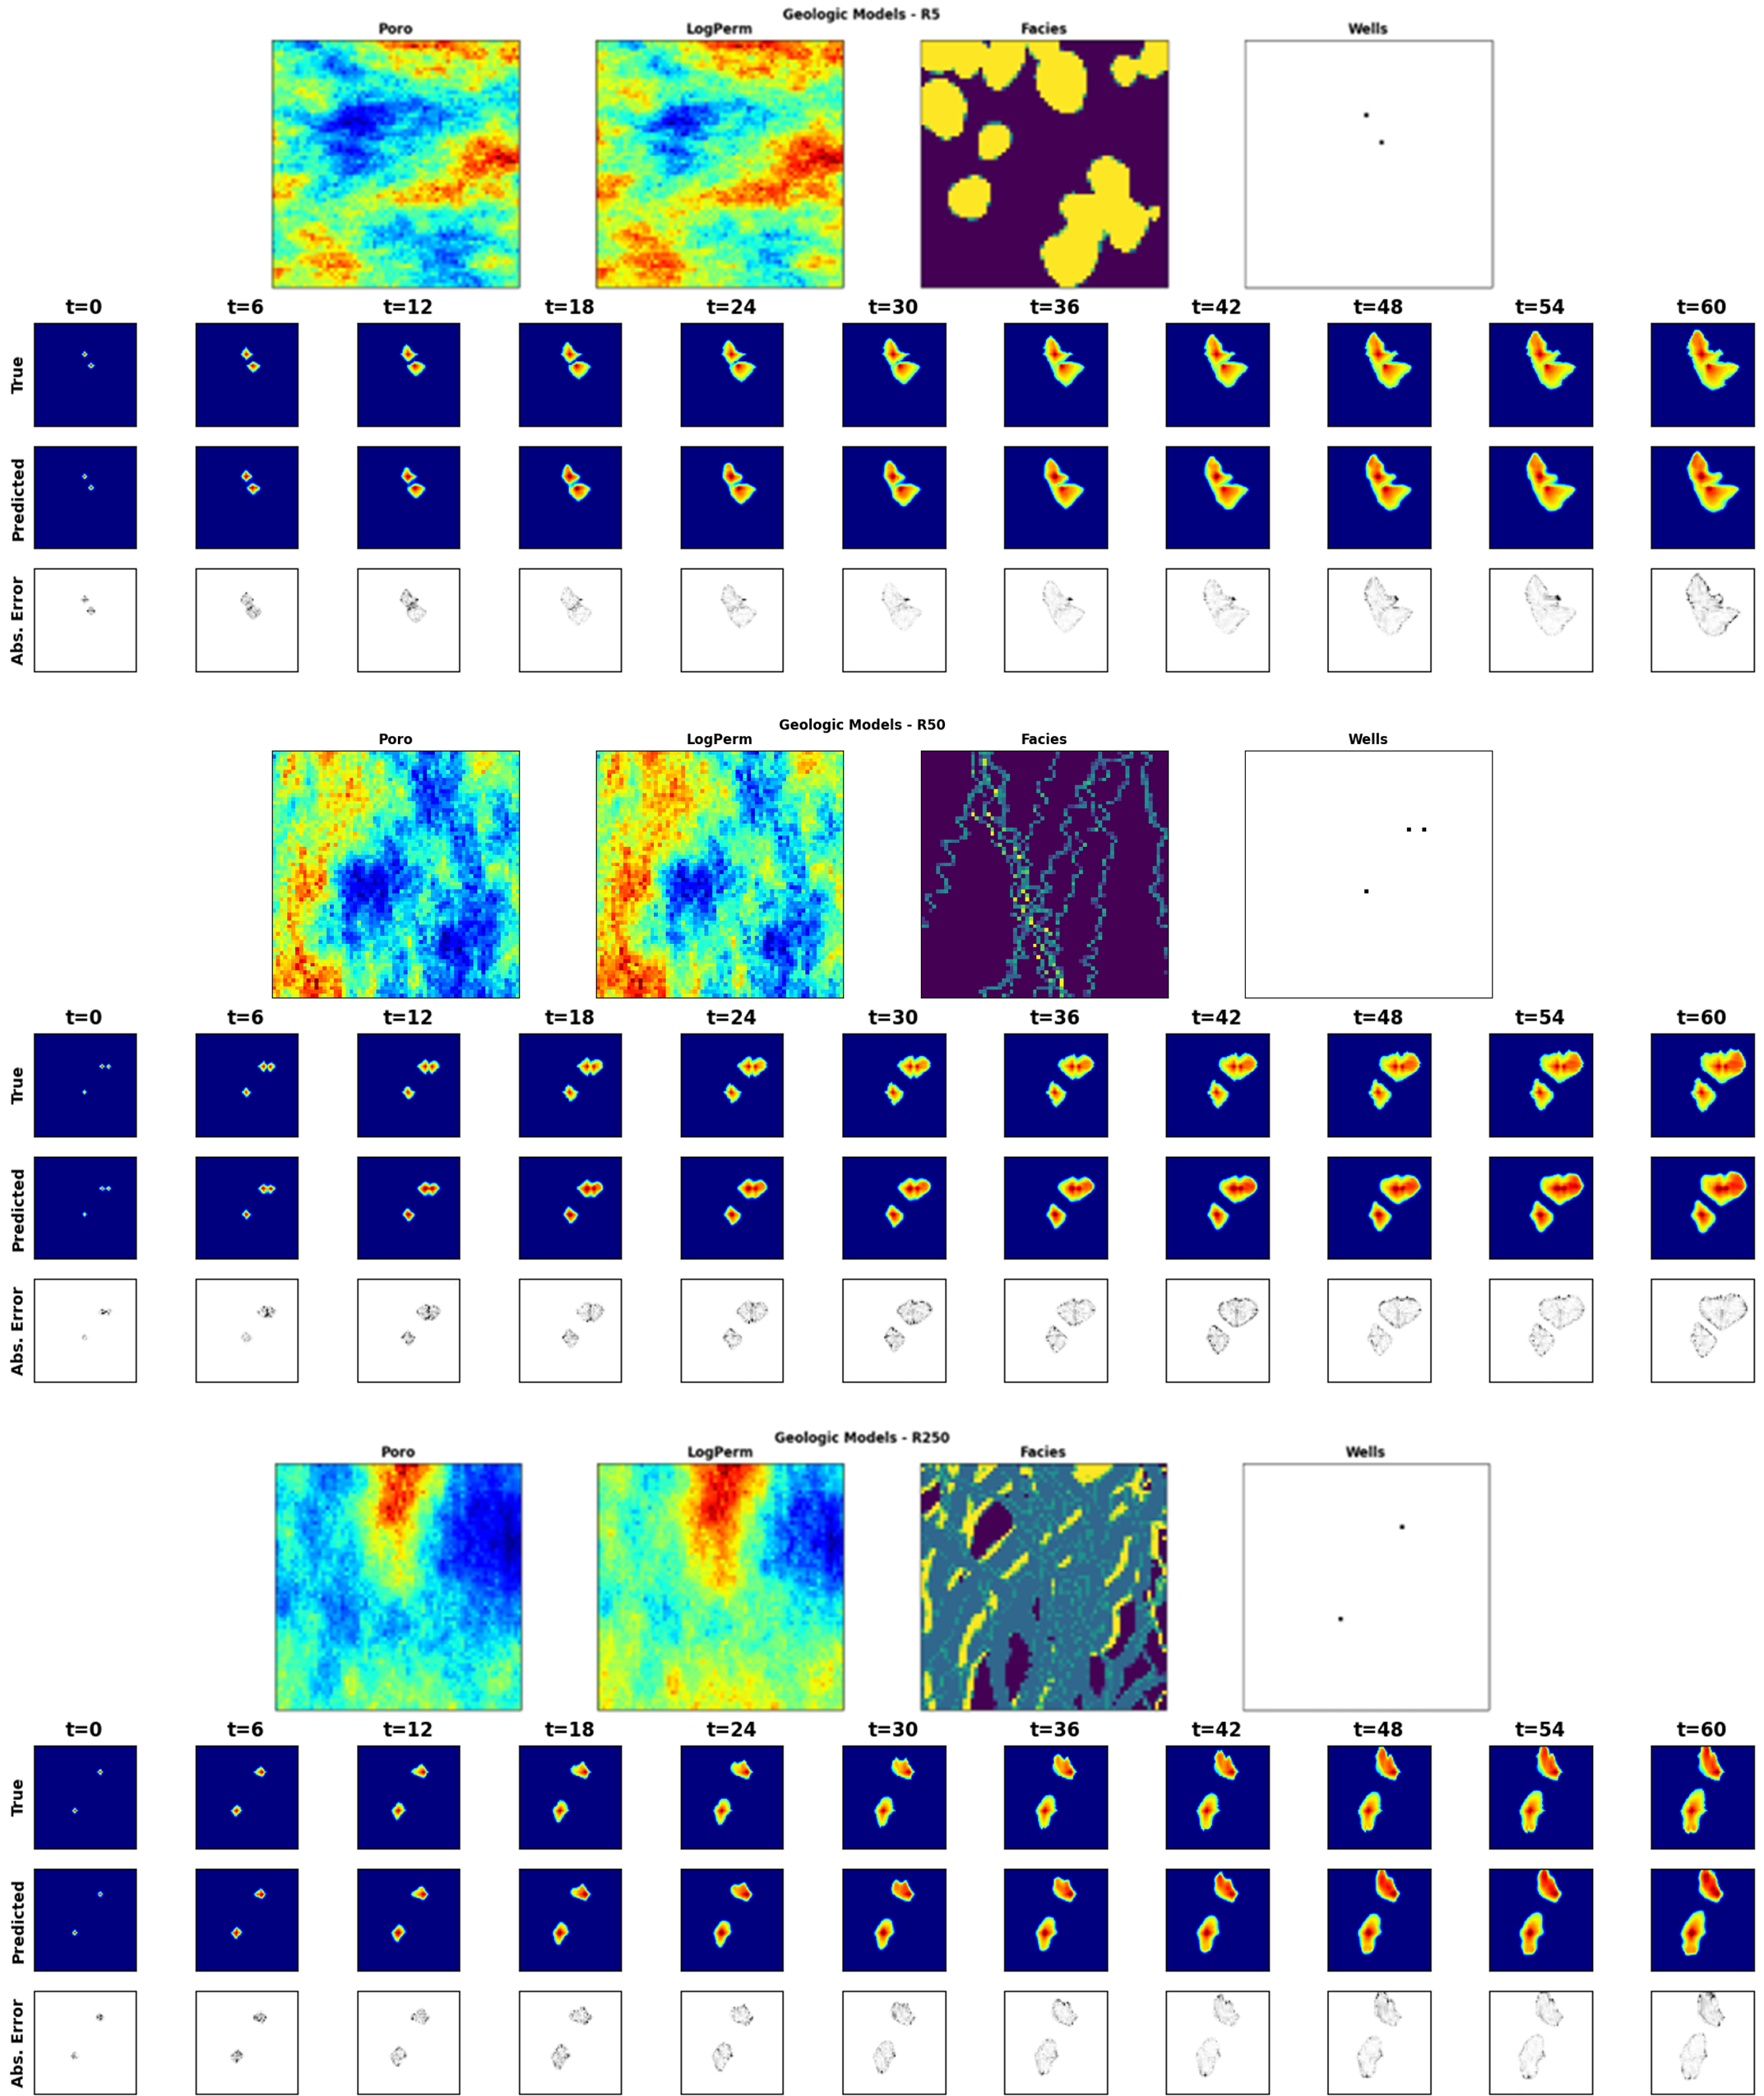 Geologic Models - R5
Poro LogPerm Facies Wells
t=0 t=6 t=12 t=18 t=24 t=30 t=36 t=42 t=48 t=54 t=60
True
Predicted
Abs. Error
Geologic Models - R50
Poro LogPerm Facies Wells
t=0 t=6 t=12 t=18 t=24 t=30 t=36 t=42 t=48 t=54 t=60
True
Predicted
Abs. Error
Geologic Models - R250
Poro LogPerm Facies Wells
t=0 t=6 t=12 t=18 t=24 t=30 t=36 t=42 t=48 t=54 t=60
True
Predicted
Abs. Error